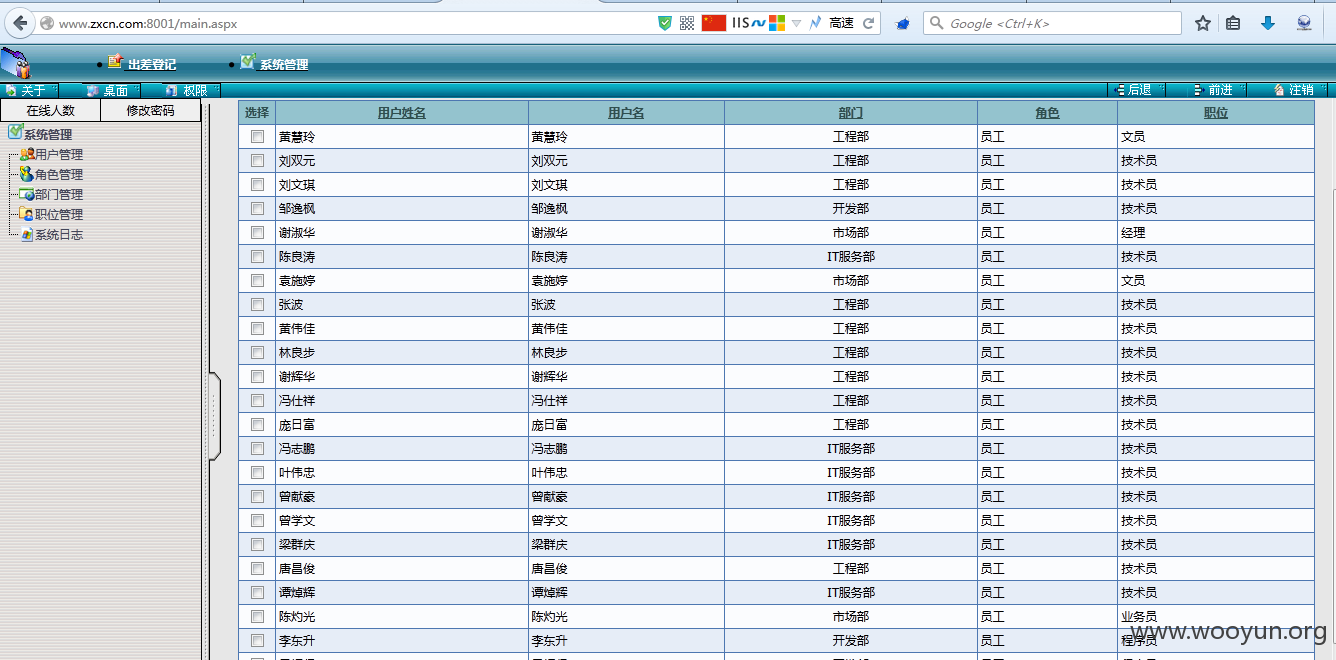 www.zxcn.com:8001/main.aspx IIS 高速 Google <Ctrl+K>
出差登记 系统管理
关于 桌面 权限 后退 前进 注销
在线人数 修改密码
系统管理
用户管理
角色管理
部门管理
职位管理
系统日志
选择 用户姓名 用户名 部门 角色 职位
黄慧玲 黄慧玲 工程部 员工 文员
刘双元 刘双元 工程部 员工 技术员
刘文琪 刘文琪 工程部 员工 技术员
邹逸枫 邹逸枫 开发部 员工 技术员
谢淑华 谢淑华 市场部 员工 经理
陈良涛 陈良涛 IT服务部 员工 技术员
袁施婷 袁施婷 市场部 员工 文员
张波 张波 工程部 员工 技术员
黄伟佳 黄伟佳 工程部 员工 技术员
林良步 林良步 工程部 员工 技术员
谢辉华 谢辉华 工程部 员工 技术员
冯仕祥 冯仕祥 工程部 员工 技术员
庞日富 庞日富 工程部 员工 技术员
冯志鹏 冯志鹏 IT服务部 员工 技术员
叶伟忠 叶伟忠 IT服务部 员工 技术员
曾献豪 曾献豪 IT服务部 员工 技术员
曾学文 曾学文 IT服务部 员工 技术员
梁群庆 梁群庆 IT服务部 员工 技术员
唐昌俊 唐昌俊 工程部 员工 技术员
谭焯辉 谭焯辉 IT服务部 员工 技术员
陈灼光 陈灼光 市场部 员工 业务员
李东升 李东升 开发部 员工 程序员
www.wooyun.org